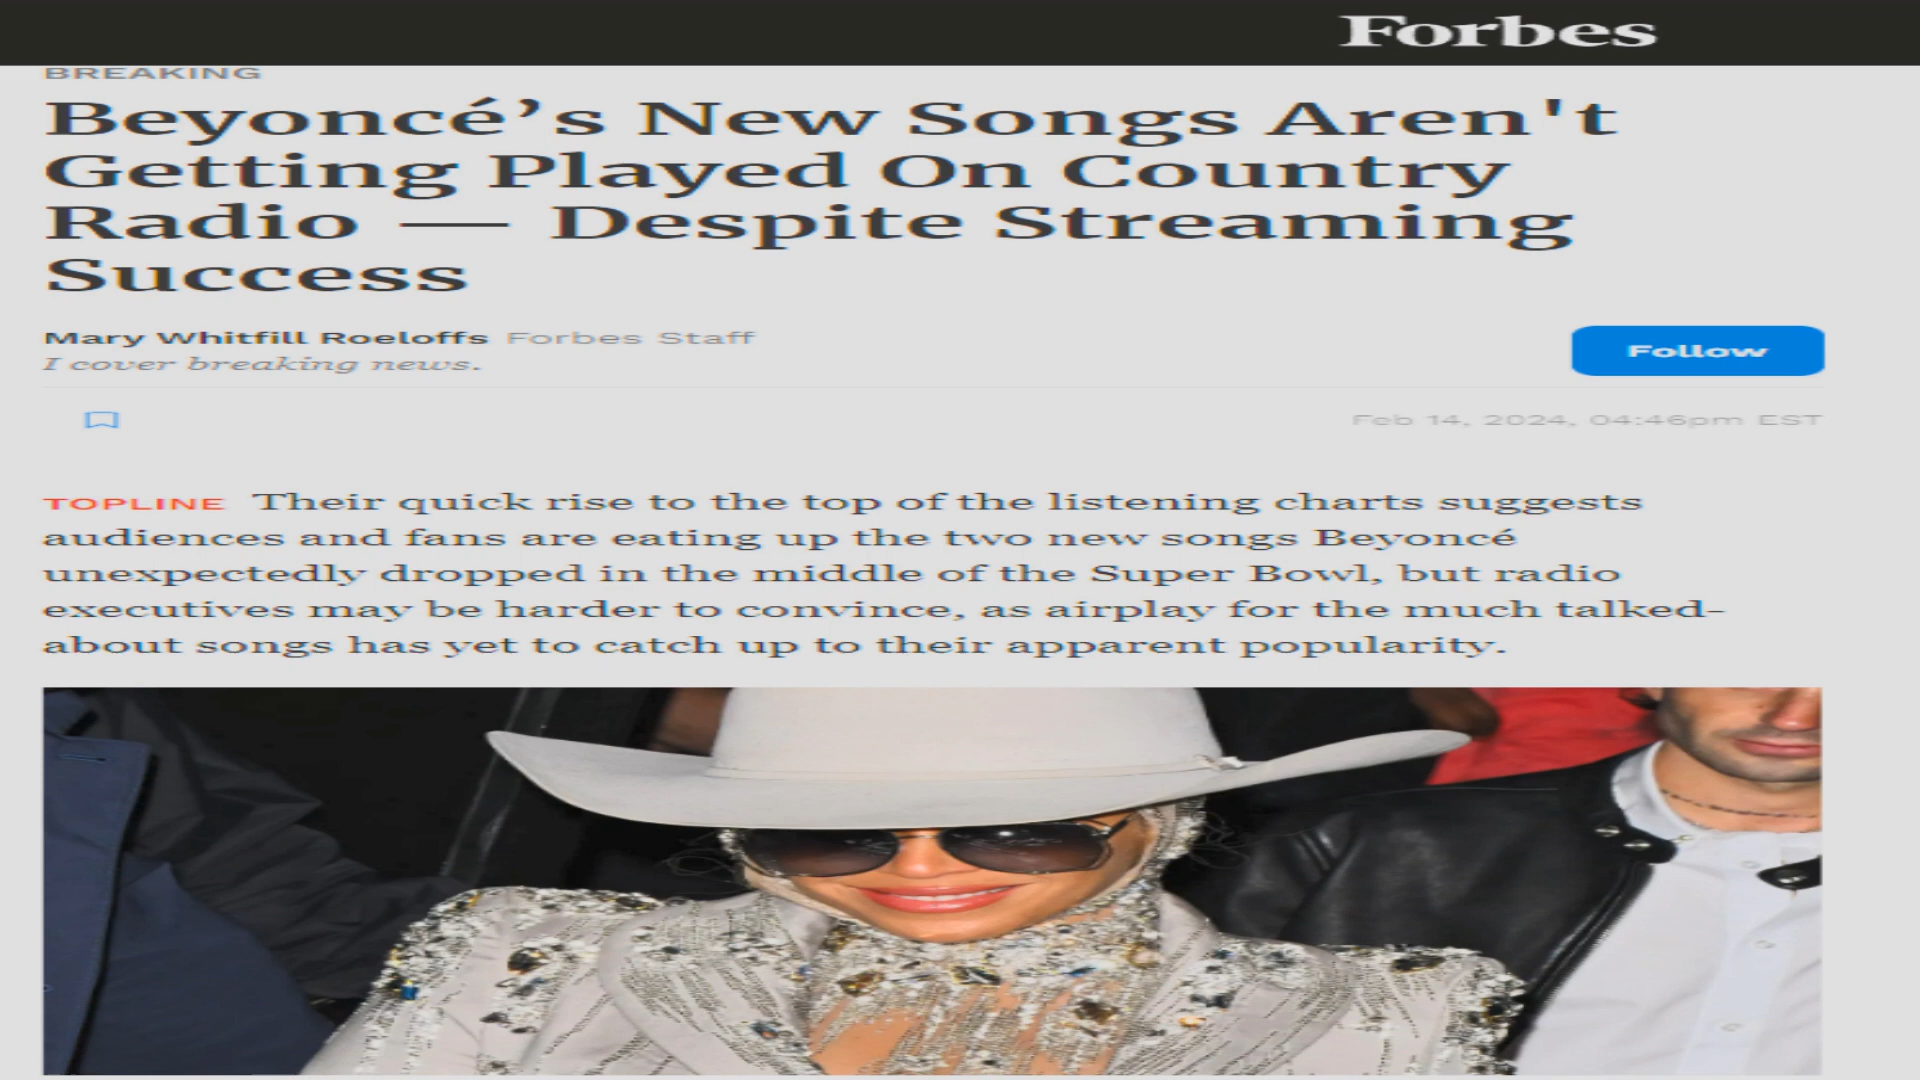 Forbes
BREAKING
Beyoncé’s New Songs Aren't
Getting Played On Country
Radio — Despite Streaming
Success
Mary Whitfill Roeloffs Forbes Staff
I cover breaking news.
Follow
Feb 14, 2024, 04:46pm EST
TOPLINE Their quick rise to the top of the listening charts suggests
audiences and fans are eating up the two new songs Beyoncé
unexpectedly dropped in the middle of the Super Bowl, but radio
executives may be harder to convince, as airplay for the much talked-
about songs has yet to catch up to their apparent popularity.